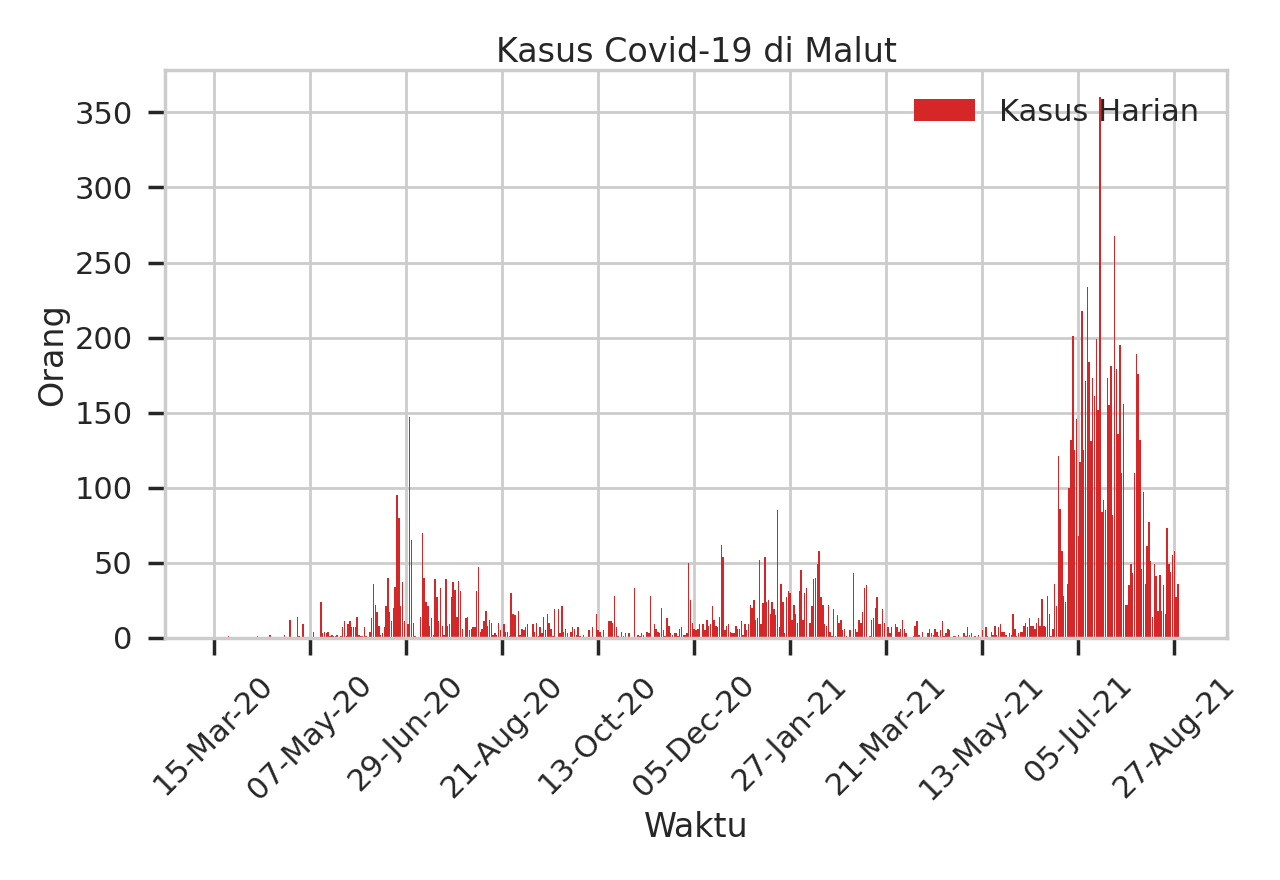 Kasus Covid-19 di Malut
Kasus Harian
350
300
250
200
150
100
50
0
Orang
15-Mar-20
07-May-20
29-Jun-20
21-Aug-20
13-Oct-20
05-Dec-20
27-Jan-21
21-Mar-21
13-May-21
05-Jul-21
27-Aug-21
Waktu